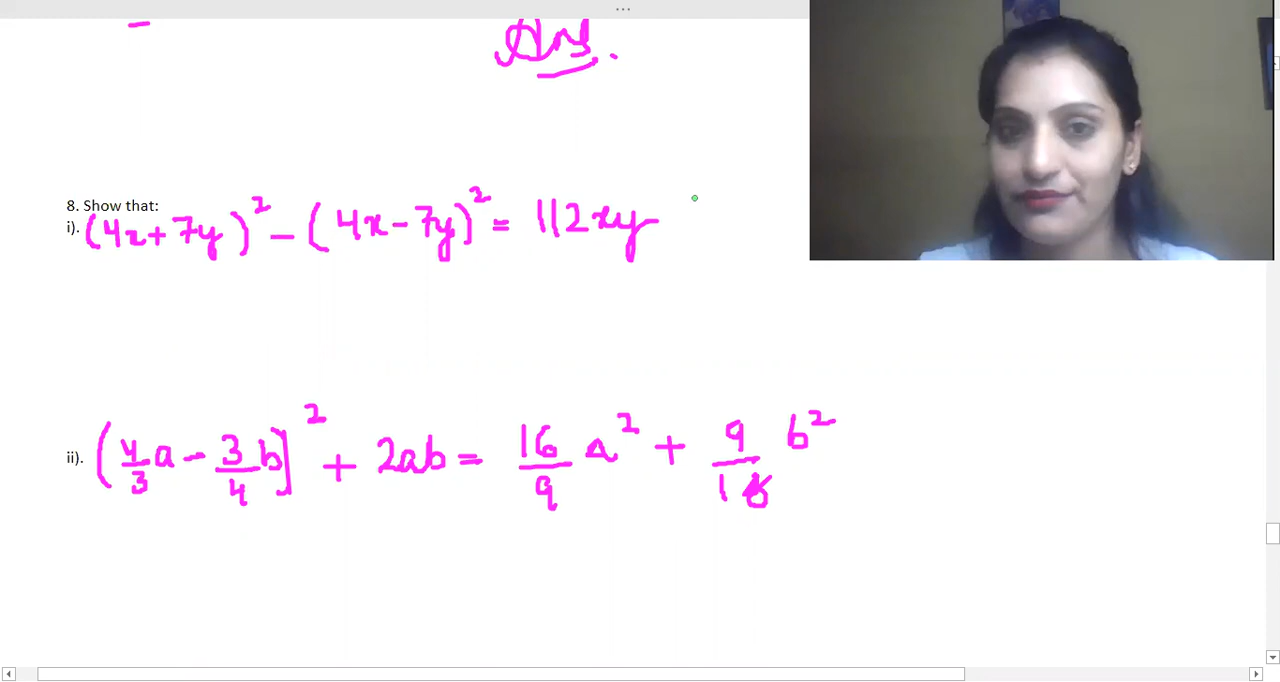 Ans.
8. Show that:
i). (4x+7y)² - (4x-7y)² = 112xy
ii). (4/3 a - 3/4 b)² + 2ab = 16/9 a² + 9/16 b²